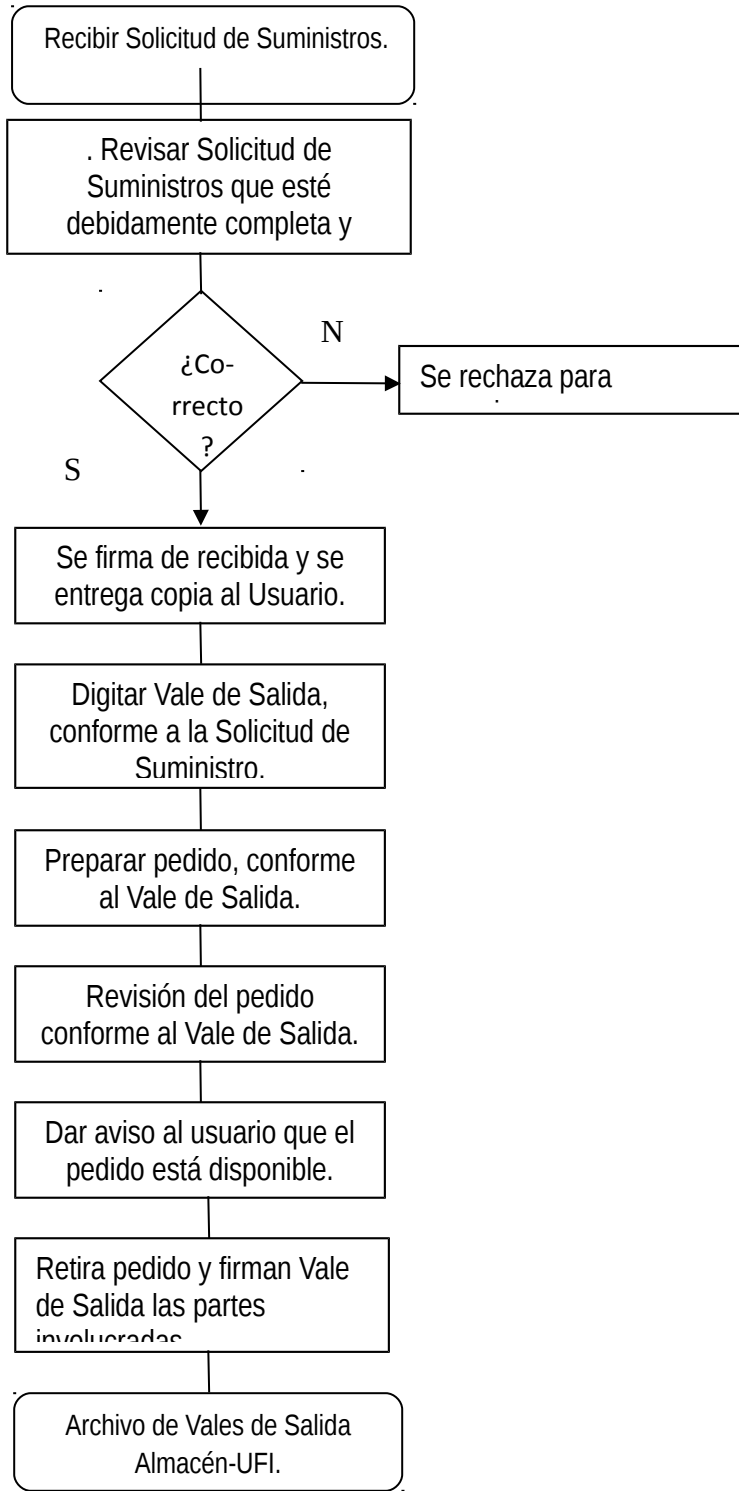 Recibir Solicitud de Suministros.
. Revisar Solicitud de
Suministros que esté
debidamente completa y
N
¿Co-
rrecto
?
Se rechaza para
S
Se firma de recibida y se
entrega copia al Usuario.
Digitar Vale de Salida,
conforme a la Solicitud de
Suministro.
Preparar pedido, conforme
al Vale de Salida.
Revisión del pedido
conforme al Vale de Salida.
Dar aviso al usuario que el
pedido está disponible.
Retira pedido y firman Vale
de Salida las partes
involucradas
Archivo de Vales de Salida
Almacén-UFI.